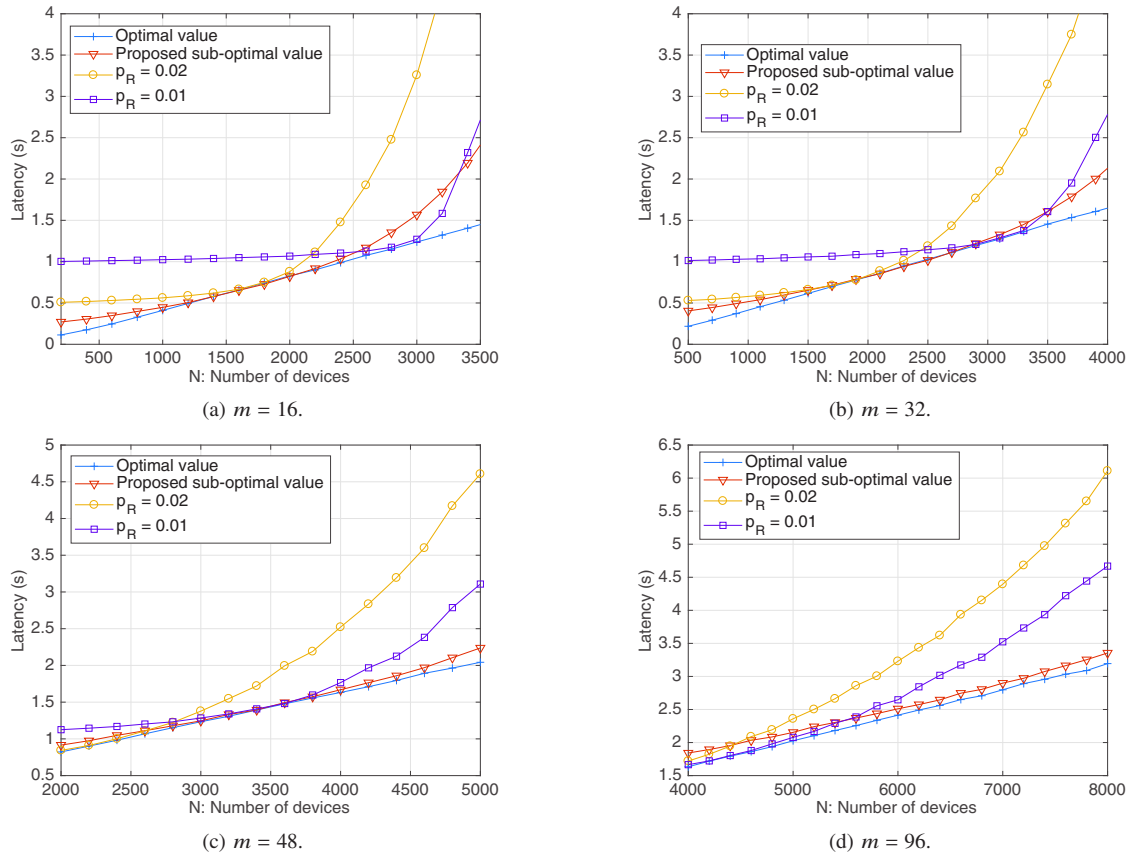 4
3.5
3
2.5
2
1.5
1
0.5
0
Latency (s)
Optimal value
Proposed sub-optimal value
p_R = 0.02
p_R = 0.01
500 1000 1500 2000 2500 3000 3500
N: Number of devices
(a) m = 16.
4
3.5
3
2.5
2
1.5
1
0.5
0
Latency (s)
Optimal value
Proposed sub-optimal value
p_R = 0.02
p_R = 0.01
500 1000 1500 2000 2500 3000 3500 4000
N: Number of devices
(b) m = 32.
5
4.5
4
3.5
3
2.5
2
1.5
1
0.5
Latency (s)
Optimal value
Proposed sub-optimal value
p_R = 0.02
p_R = 0.01
2000 2500 3000 3500 4000 4500 5000
N: Number of devices
(c) m = 48.
6.5
6
5.5
5
4.5
4
3.5
3
2.5
2
1.5
Latency (s)
Optimal value
Proposed sub-optimal value
p_R = 0.02
p_R = 0.01
4000 5000 6000 7000 8000
N: Number of devices
(d) m = 96.